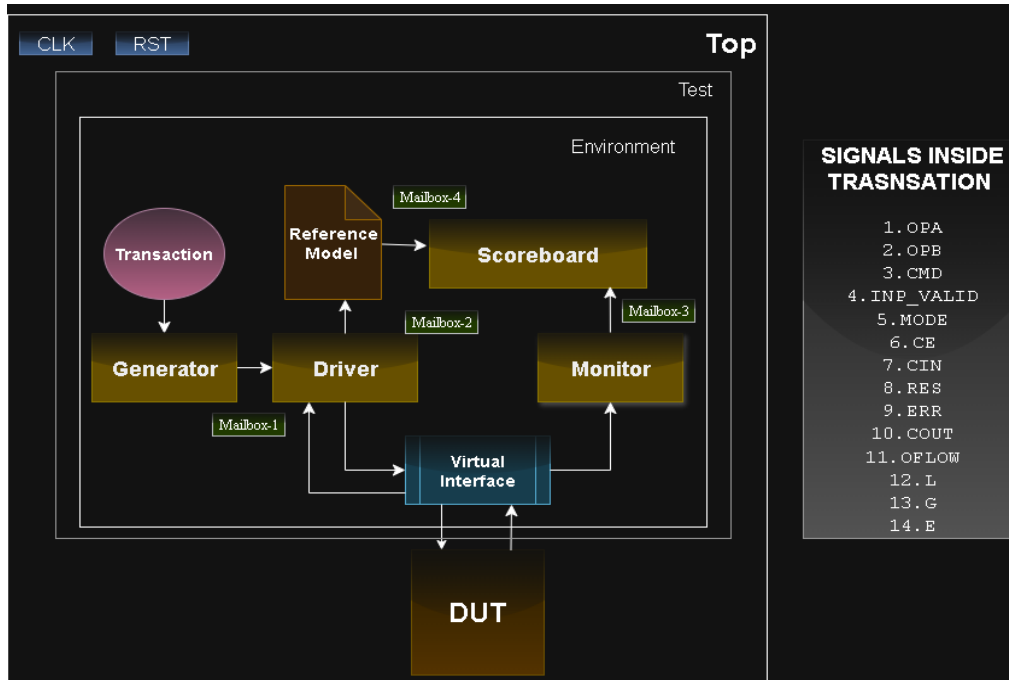 CLK
RST
Top
Test
Environment
Mailbox-4
Reference
Model
Scoreboard
Transaction
Mailbox-3
Mailbox-2
Generator
Driver
Monitor
Mailbox-1
Virtual
Interface
DUT
SIGNALS INSIDE
TRASNSATION
1.OPA
2.OPB
3.CMD
4.INP_VALID
5.MODE
6.CE
7.CIN
8.RES
9.ERR
10.COUT
11.OFLOW
12.L
13.G
14.E